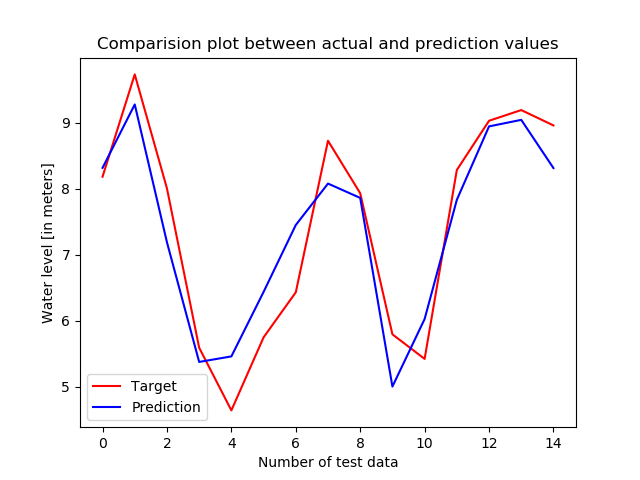 Comparision plot between actual and prediction values
Water level [in meters]
9
8
7
6
5
Target
Prediction
0 2 4 6 8 10 12 14
Number of test data